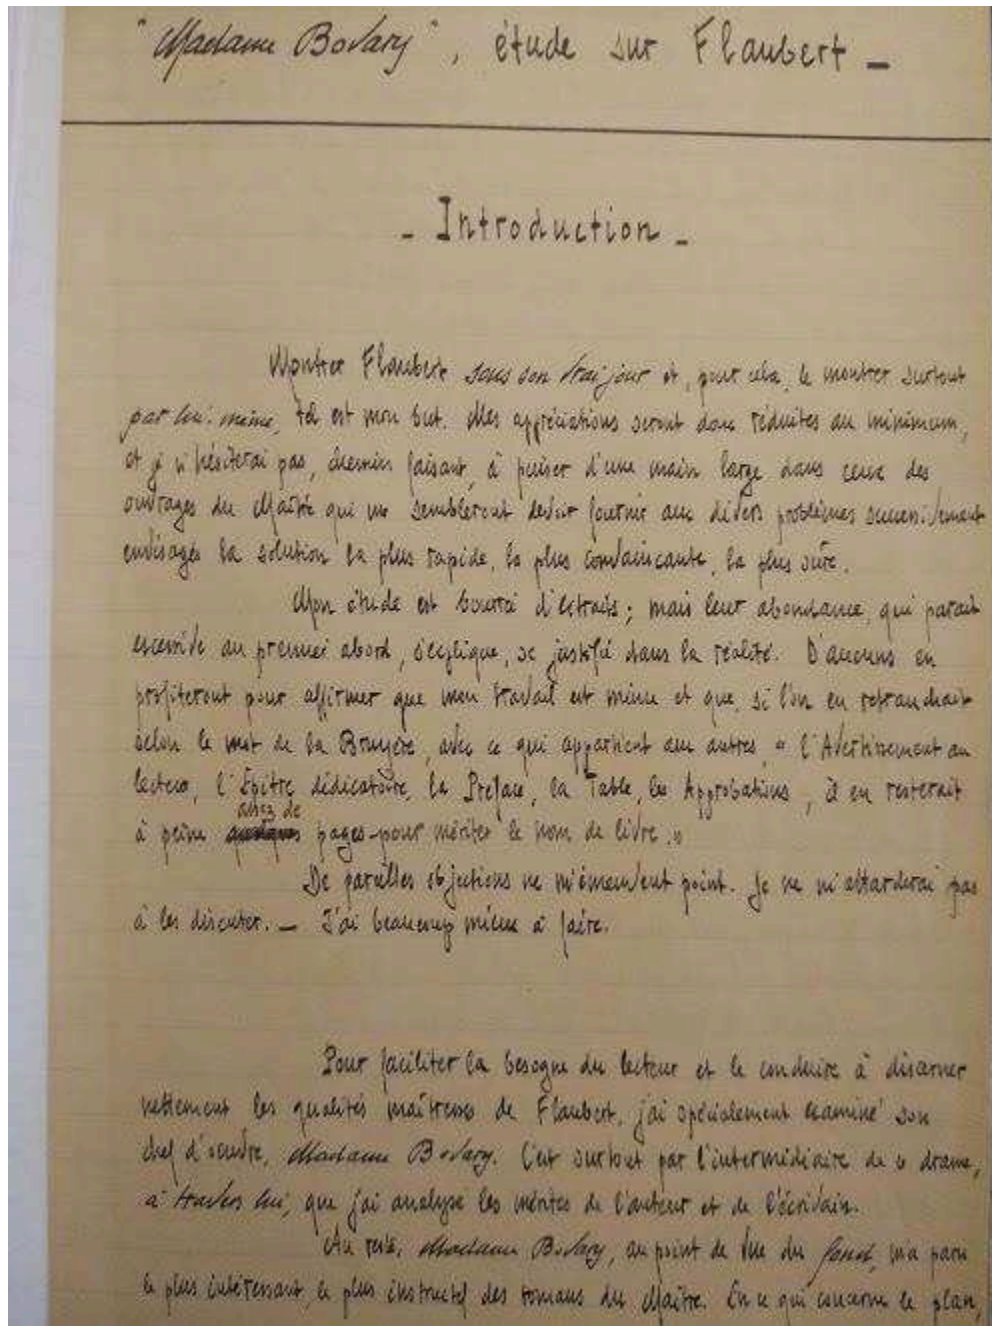 "Madame Bovary", étude sur Flaubert _
_ Introduction _
Montrer Flaubert sous son vrai jour et, pour cela, le montrer surtout
par lui-même, tel est mon but. Mes appréciations seront donc réduites au minimum,
et je n'hésiterai pas, chemin faisant, à puiser d'une main large dans ceux des
ouvrages du Maître qui me sembleront devoir fournir aux divers problèmes successivement
envisagés la solution la plus rapide, la plus convaincante, la plus sûre.
Mon étude est bourrée d'extraits ; mais leur abondance, qui paraît
excessive au premier abord, s'explique, se justifie dans la réalité. D'aucuns en
profiteront pour affirmer que mon travail est mince et que, si l'on en retranchait
selon le mot de la Bruyère, avec ce qui appartient aux autres, " l'Avertissement au
lecteur, l'Épître dédicatoire, la Préface, la Table, les Approbations, il en resterait
à peine assez de pages pour mériter le nom de livre."
De pareilles objections ne m'émeuvent point. Je ne m'attarderai pas
à les discuter. _ J'ai beaucoup mieux à faire.
Pour faciliter la besogne du lecteur et le conduire à discerner
nettement les qualités maîtresses de Flaubert, j'ai spécialement examiné son
chef d'œuvre, Madame Bovary. C'est surtout par l'intermédiaire de ce drame,
à travers lui, que j'ai analysé les mérites de l'auteur et de l'écrivain.
Au reste, Madame Bovary, au point de vue du fond, m'a paru
le plus intéressant, le plus instructif des romans du Maître. En ce qui concerne le plan,